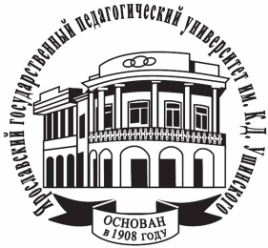 Ярославский государственный педагогический университет им. К.Д. Ушинского
ОСНОВАН
в 1908 году